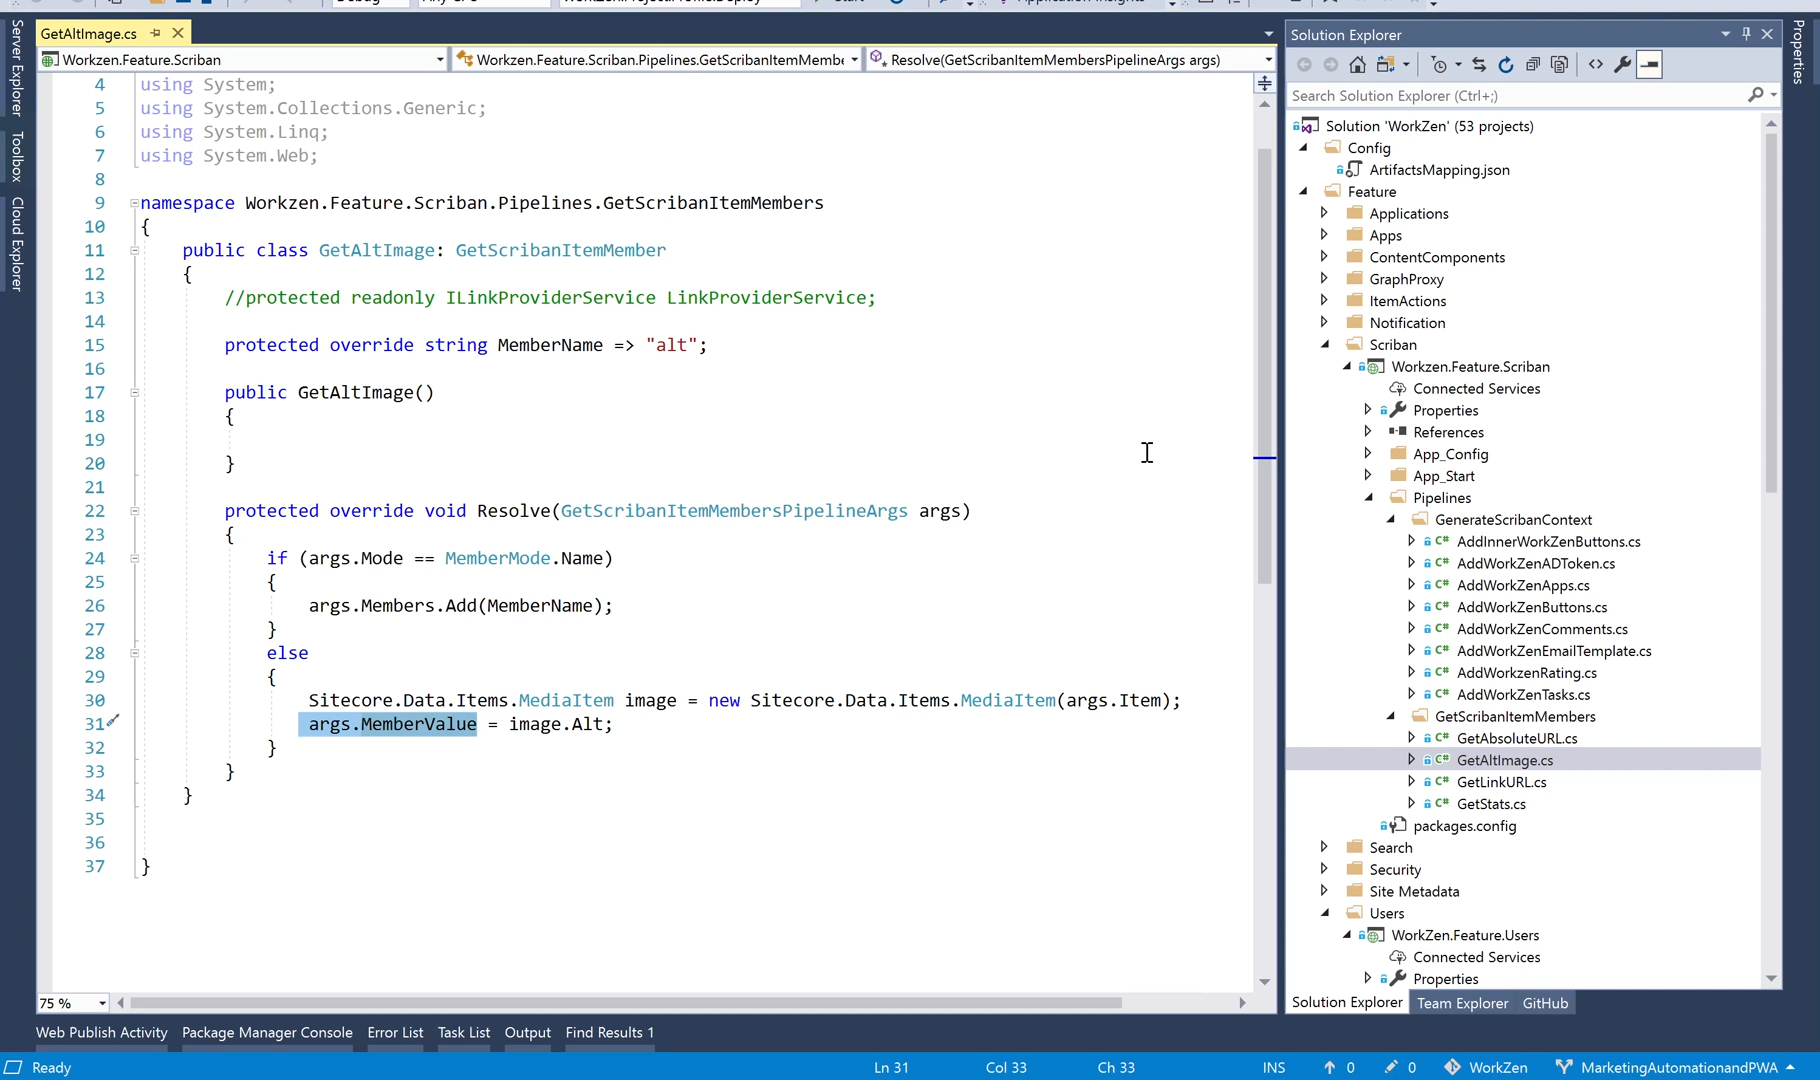 GetAltImage.cs
Workzen.Feature.Scriban
Workzen.Feature.Scriban.Pipelines.GetScribanItemMembe
Resolve(GetScribanItemMembersPipelineArgs args)
4 using System;
5 using System.Collections.Generic;
6 using System.Linq;
7 using System.Web;
8
9 namespace Workzen.Feature.Scriban.Pipelines.GetScribanItemMembers
10 {
11 public class GetAltImage: GetScribanItemMember
12 {
13 //protected readonly ILinkProviderService LinkProviderService;
14
15 protected override string MemberName => "alt";
16
17 public GetAltImage()
18 {
19
20 }
21
22 protected override void Resolve(GetScribanItemMembersPipelineArgs args)
23 {
24 if (args.Mode == MemberMode.Name)
25 {
26 args.Members.Add(MemberName);
27 }
28 else
29 {
30 Sitecore.Data.Items.MediaItem image = new Sitecore.Data.Items.MediaItem(args.Item);
31 args.MemberValue = image.Alt;
32 }
33 }
34 }
35
36
37 }
75 %
Server Explorer
Toolbox
Cloud Explorer
Solution Explorer
Search Solution Explorer (Ctrl+;)
Solution 'WorkZen' (53 projects)
Config
ArtifactsMapping.json
Feature
Applications
Apps
ContentComponents
GraphProxy
ItemActions
Notification
Scriban
Workzen.Feature.Scriban
Connected Services
Properties
References
App_Config
App_Start
Pipelines
GenerateScribanContext
AddInnerWorkZenButtons.cs
AddWorkZenADToken.cs
AddWorkZenApps.cs
AddWorkZenButtons.cs
AddWorkZenComments.cs
AddWorkZenEmailTemplate.cs
AddWorkzenRating.cs
AddWorkZenTasks.cs
GetScribanItemMembers
GetAbsoluteURL.cs
GetAltImage.cs
GetLinkURL.cs
GetStats.cs
packages.config
Search
Security
Site Metadata
Users
WorkZen.Feature.Users
Connected Services
Properties
Solution Explorer Team Explorer GitHub
Properties
Web Publish Activity Package Manager Console Error List Task List Output Find Results 1
Ready Ln 31 Col 33 Ch 33 INS 0 0 WorkZen MarketingAutomationandPWA